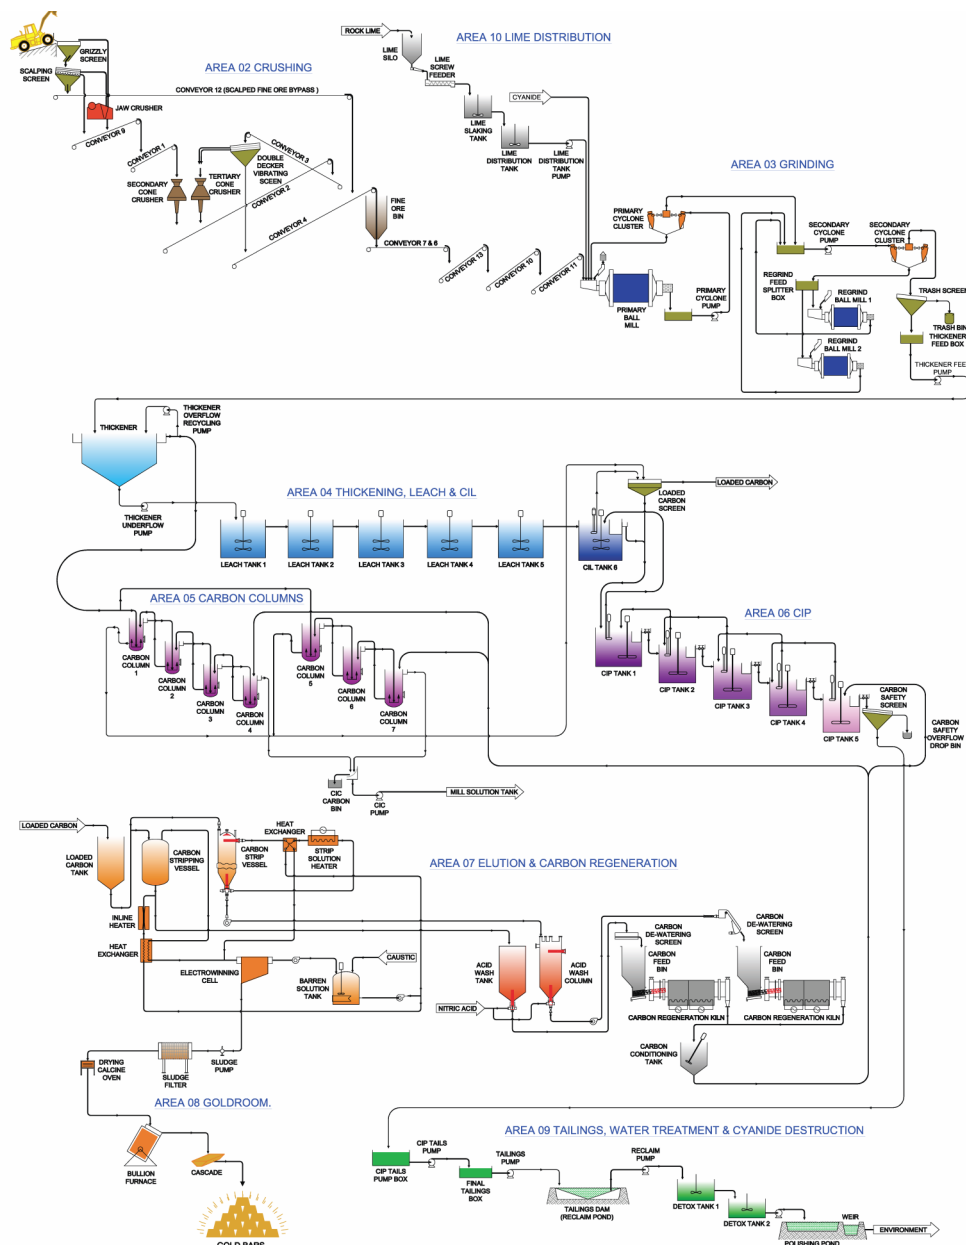 AREA 10 LIME DISTRIBUTION
ROCK LIME
LIME
SILO
LIME
SCREW
FEEDER
CYANIDE
LIME
SLAKING
TANK
LIME
DISTRIBUTION
TANK
LIME
DISTRIBUTION
TANK
PUMP
GRIZZLY
SCREEN
SCALPING
SCREEN
AREA 02 CRUSHING
CONVEYOR 12 (SCALPED FINE ORE BYPASS )
JAW CRUSHER
CONVEYOR 9
CONVEYOR 1
CONVEYOR 3
DOUBLE
DECKER
VIBRATING
SCEEN
SECONDARY
CONE
CRUSHER
TERTIARY
CONE
CRUSHER
CONVEYOR 2
CONVEYOR 4
FINE
ORE
BIN
CONVEYOR 7 & 6
CONVEYOR 13
CONVEYOR 10
CONVEYOR 11
AREA 03 GRINDING
PRIMARY
CYCLONE
CLUSTER
PRIMARY
BALL
MILL
PRIMARY
CYCLONE
PUMP
SECONDARY
CYCLONE
PUMP
SECONDARY
CYCLONE
CLUSTER
REGRIND
FEED
SPLITTER
BOX
REGRIND
BALL MILL 1
REGRIND
BALL MILL 2
TRASH SCREEN
TRASH BIN
THICKENER
FEED BOX
THICKENER FEE
PUMP
THICKENER
THICKENER
OVERFLOW
RECYCLING
PUMP
THICKENER
UNDERFLOW
PUMP
AREA 04 THICKENING, LEACH & CIL
LEACH TANK 1
LEACH TANK 2
LEACH TANK 3
LEACH TANK 4
LEACH TANK 5
CIL TANK 6
LOADED
CARBON
SCREEN
LOADED CARBON
AREA 05 CARBON COLUMNS
CARBON
COLUMN
1
CARBON
COLUMN
2
CARBON
COLUMN
3
CARBON
COLUMN
4
CARBON
COLUMN
5
CARBON
COLUMN
6
CARBON
COLUMN
7
CIC
CARBON
BIN
CIC
PUMP
MILL SOLUTION TANK
AREA 06 CIP
CIP TANK 1
CIP TANK 2
CIP TANK 3
CIP TANK 4
CIP TANK 5
CARBON
SAFETY
SCREEN
CARBON
SAFETY
OVERFLOW
DROP BIN
AREA 07 ELUTION & CARBON REGENERATION
LOADED CARBON
LOADED
CARBON
TANK
CARBON
STRIPPING
VESSEL
CARBON
STRIP
VESSEL
HEAT
EXCHANGER
STRIP
SOLUTION
HEATER
INLINE
HEATER
HEAT
EXCHANGER
ELECTROWINNING
CELL
BARREN
SOLUTION
TANK
CAUSTIC
ACID
WASH
TANK
ACID
WASH
COLUMN
NITRIC ACID
CARBON
DE-WATERING
SCREEN
CARBON
FEED
BIN
CARBON
DE-WATERING
SCREEN
CARBON
FEED
BIN
CARBON REGENERATION KILN
CARBON REGENERATION KILN
CARBON
CONDITIONING
TANK
DRYING
CALCINE
OVEN
SLUDGE
FILTER
SLUDGE
PUMP
AREA 08 GOLDROOM.
BULLION
FURNACE
CASCADE
GOLD BARS
AREA 09 TAILINGS, WATER TREATMENT & CYANIDE DESTRUCTION
CIP TAILS
PUMP BOX
CIP TAILS
PUMP
FINAL
TAILINGS
BOX
TAILINGS
PUMP
TAILINGS DAM
(RECLAIM POND)
RECLAIM
PUMP
DETOX TANK 1
DETOX TANK 2
POLISHING POND
WEIR
ENVIRONMENT